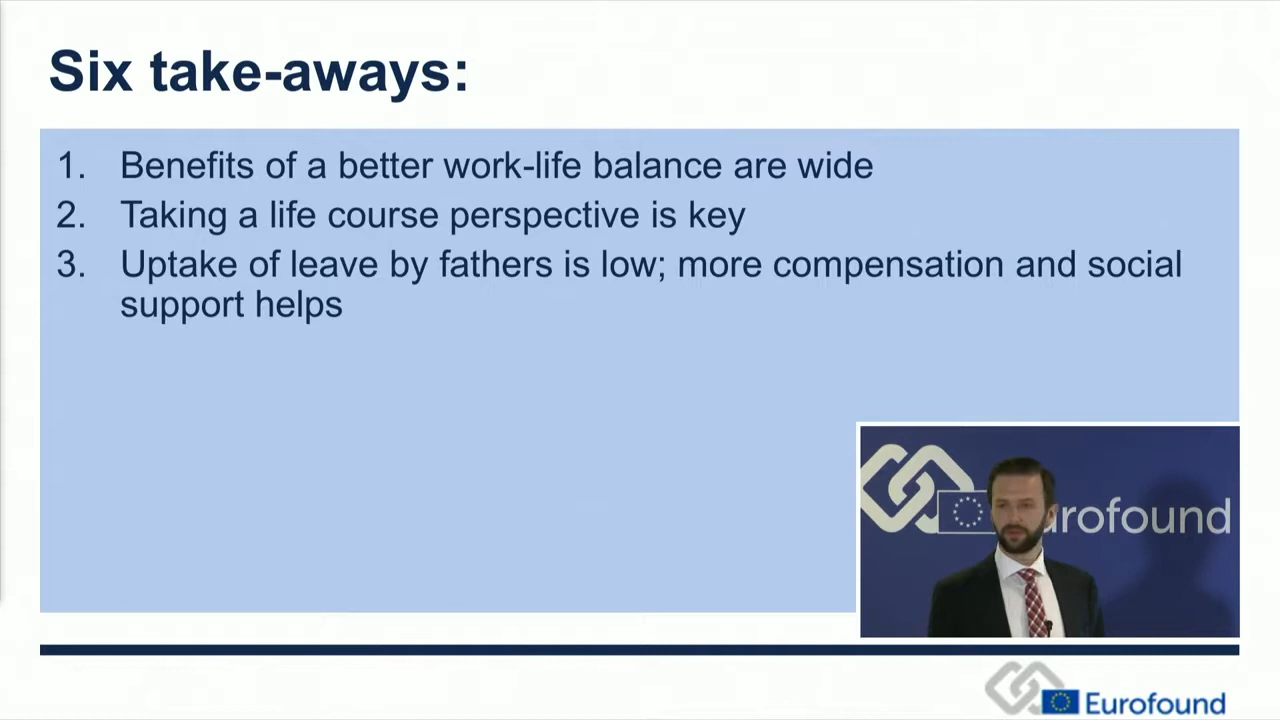 Six take-aways:
1. Benefits of a better work-life balance are wide
2. Taking a life course perspective is key
3. Uptake of leave by fathers is low; more compensation and social
support helps
urofound
Eurofound